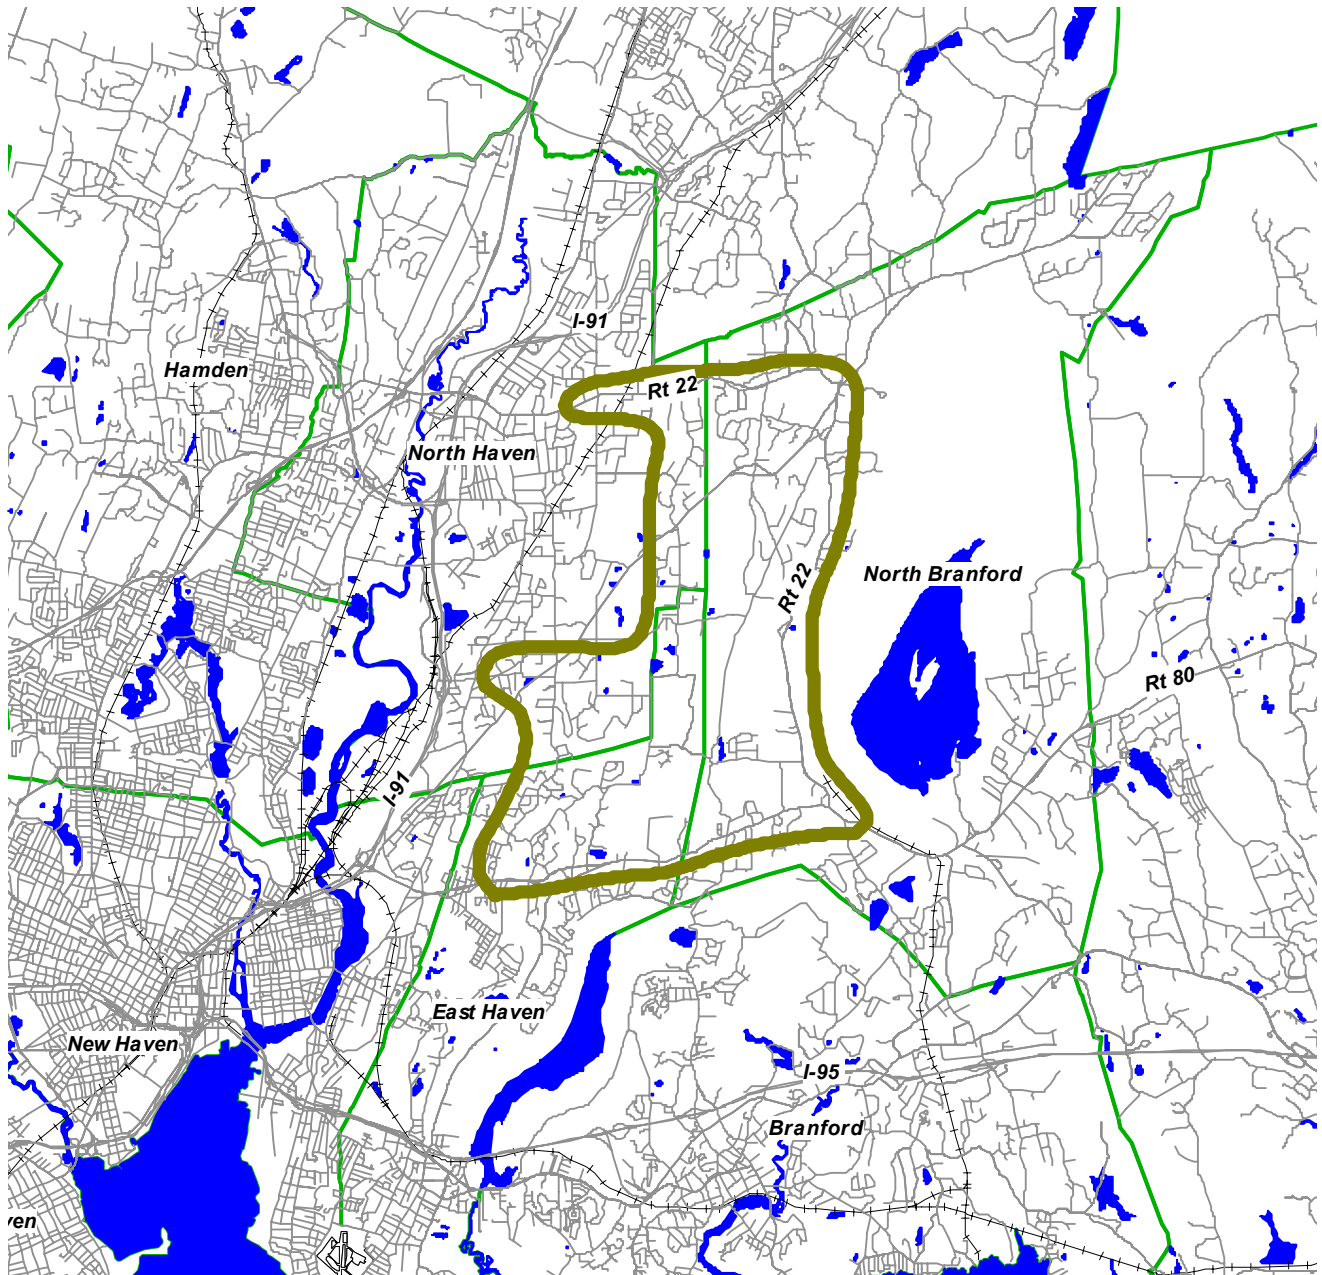 I-91
Hamden
Rt 22
North Haven
North Branford
Rt 22
Rt 80
I-91
East Haven
New Haven
I-95
Branford
ven